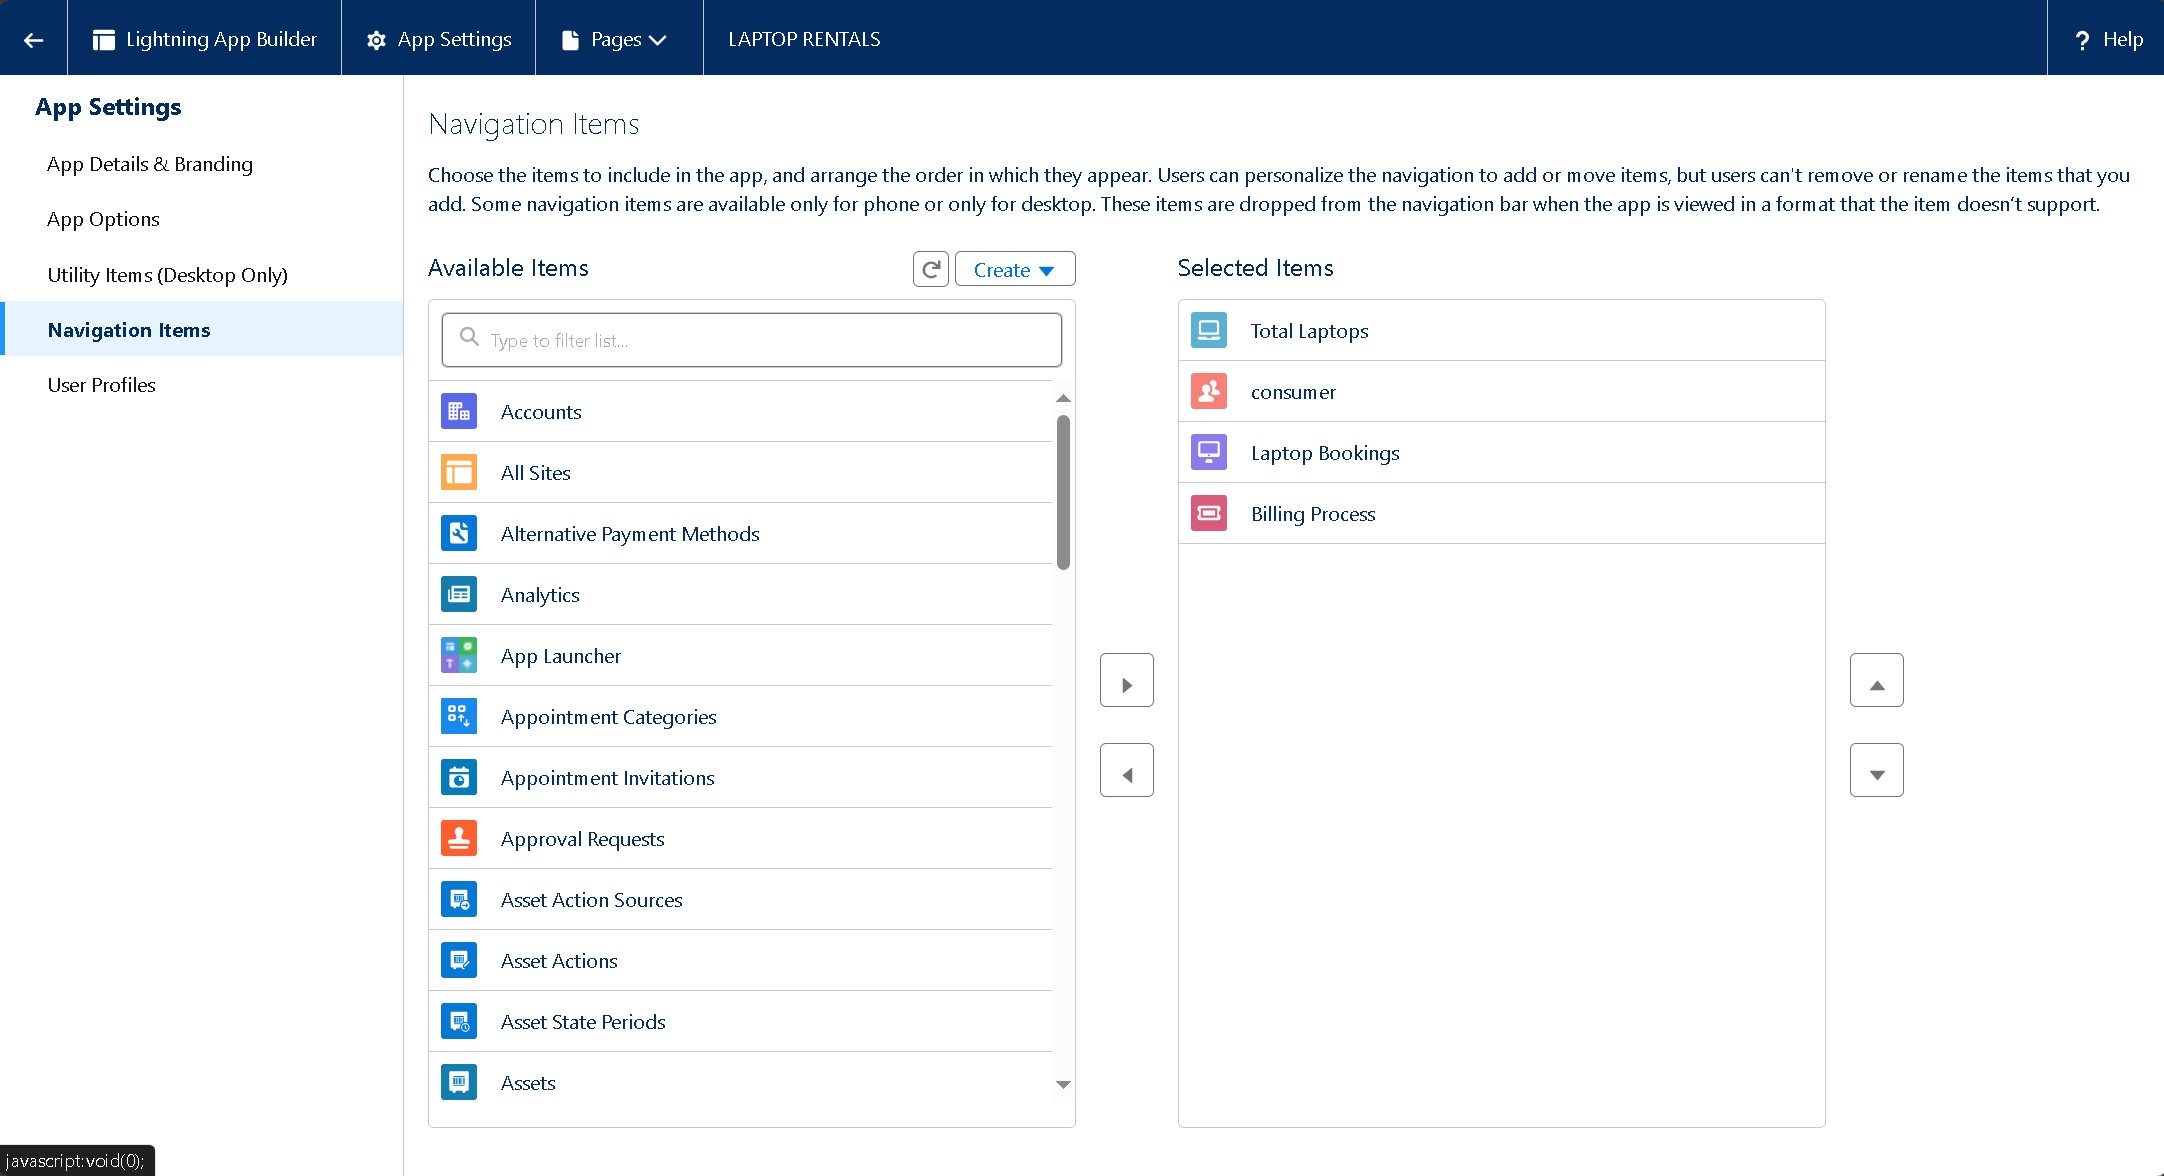 Lightning App Builder
App Settings
Pages
LAPTOP RENTALS
? Help
App Settings
App Details & Branding
App Options
Utility Items (Desktop Only)
Navigation Items
User Profiles
Navigation Items
Choose the items to include in the app, and arrange the order in which they appear. Users can personalize the navigation to add or move items, but users can't remove or rename the items that you
add. Some navigation items are available only for phone or only for desktop. These items are dropped from the navigation bar when the app is viewed in a format that the item doesn’t support.
Available Items
Create
Type to filter list...
Accounts
All Sites
Alternative Payment Methods
Analytics
App Launcher
Appointment Categories
Appointment Invitations
Approval Requests
Asset Action Sources
Asset Actions
Asset State Periods
Assets
Selected Items
Total Laptops
consumer
Laptop Bookings
Billing Process
javascript:void(0);